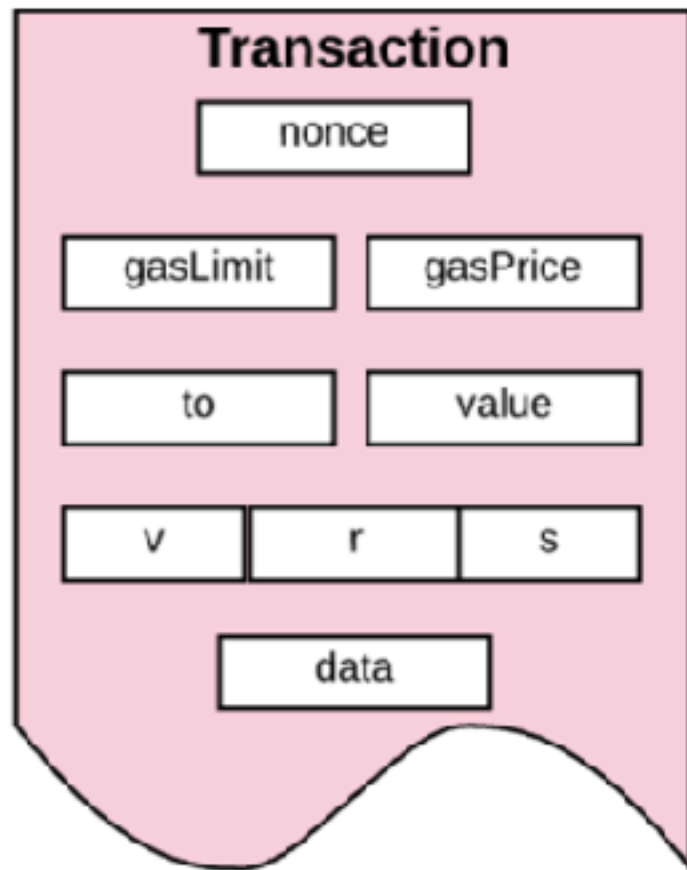 Transaction
nonce
gasLimit gasPrice
to value
v r s
data